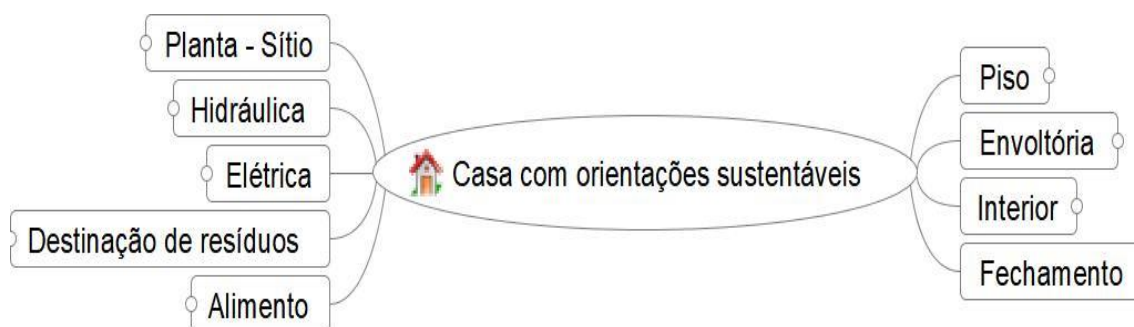 Planta - Sítio
Hidráulica
Elétrica
Destinação de resíduos
Alimento
Casa com orientações sustentáveis
Piso
Envoltória
Interior
Fechamento